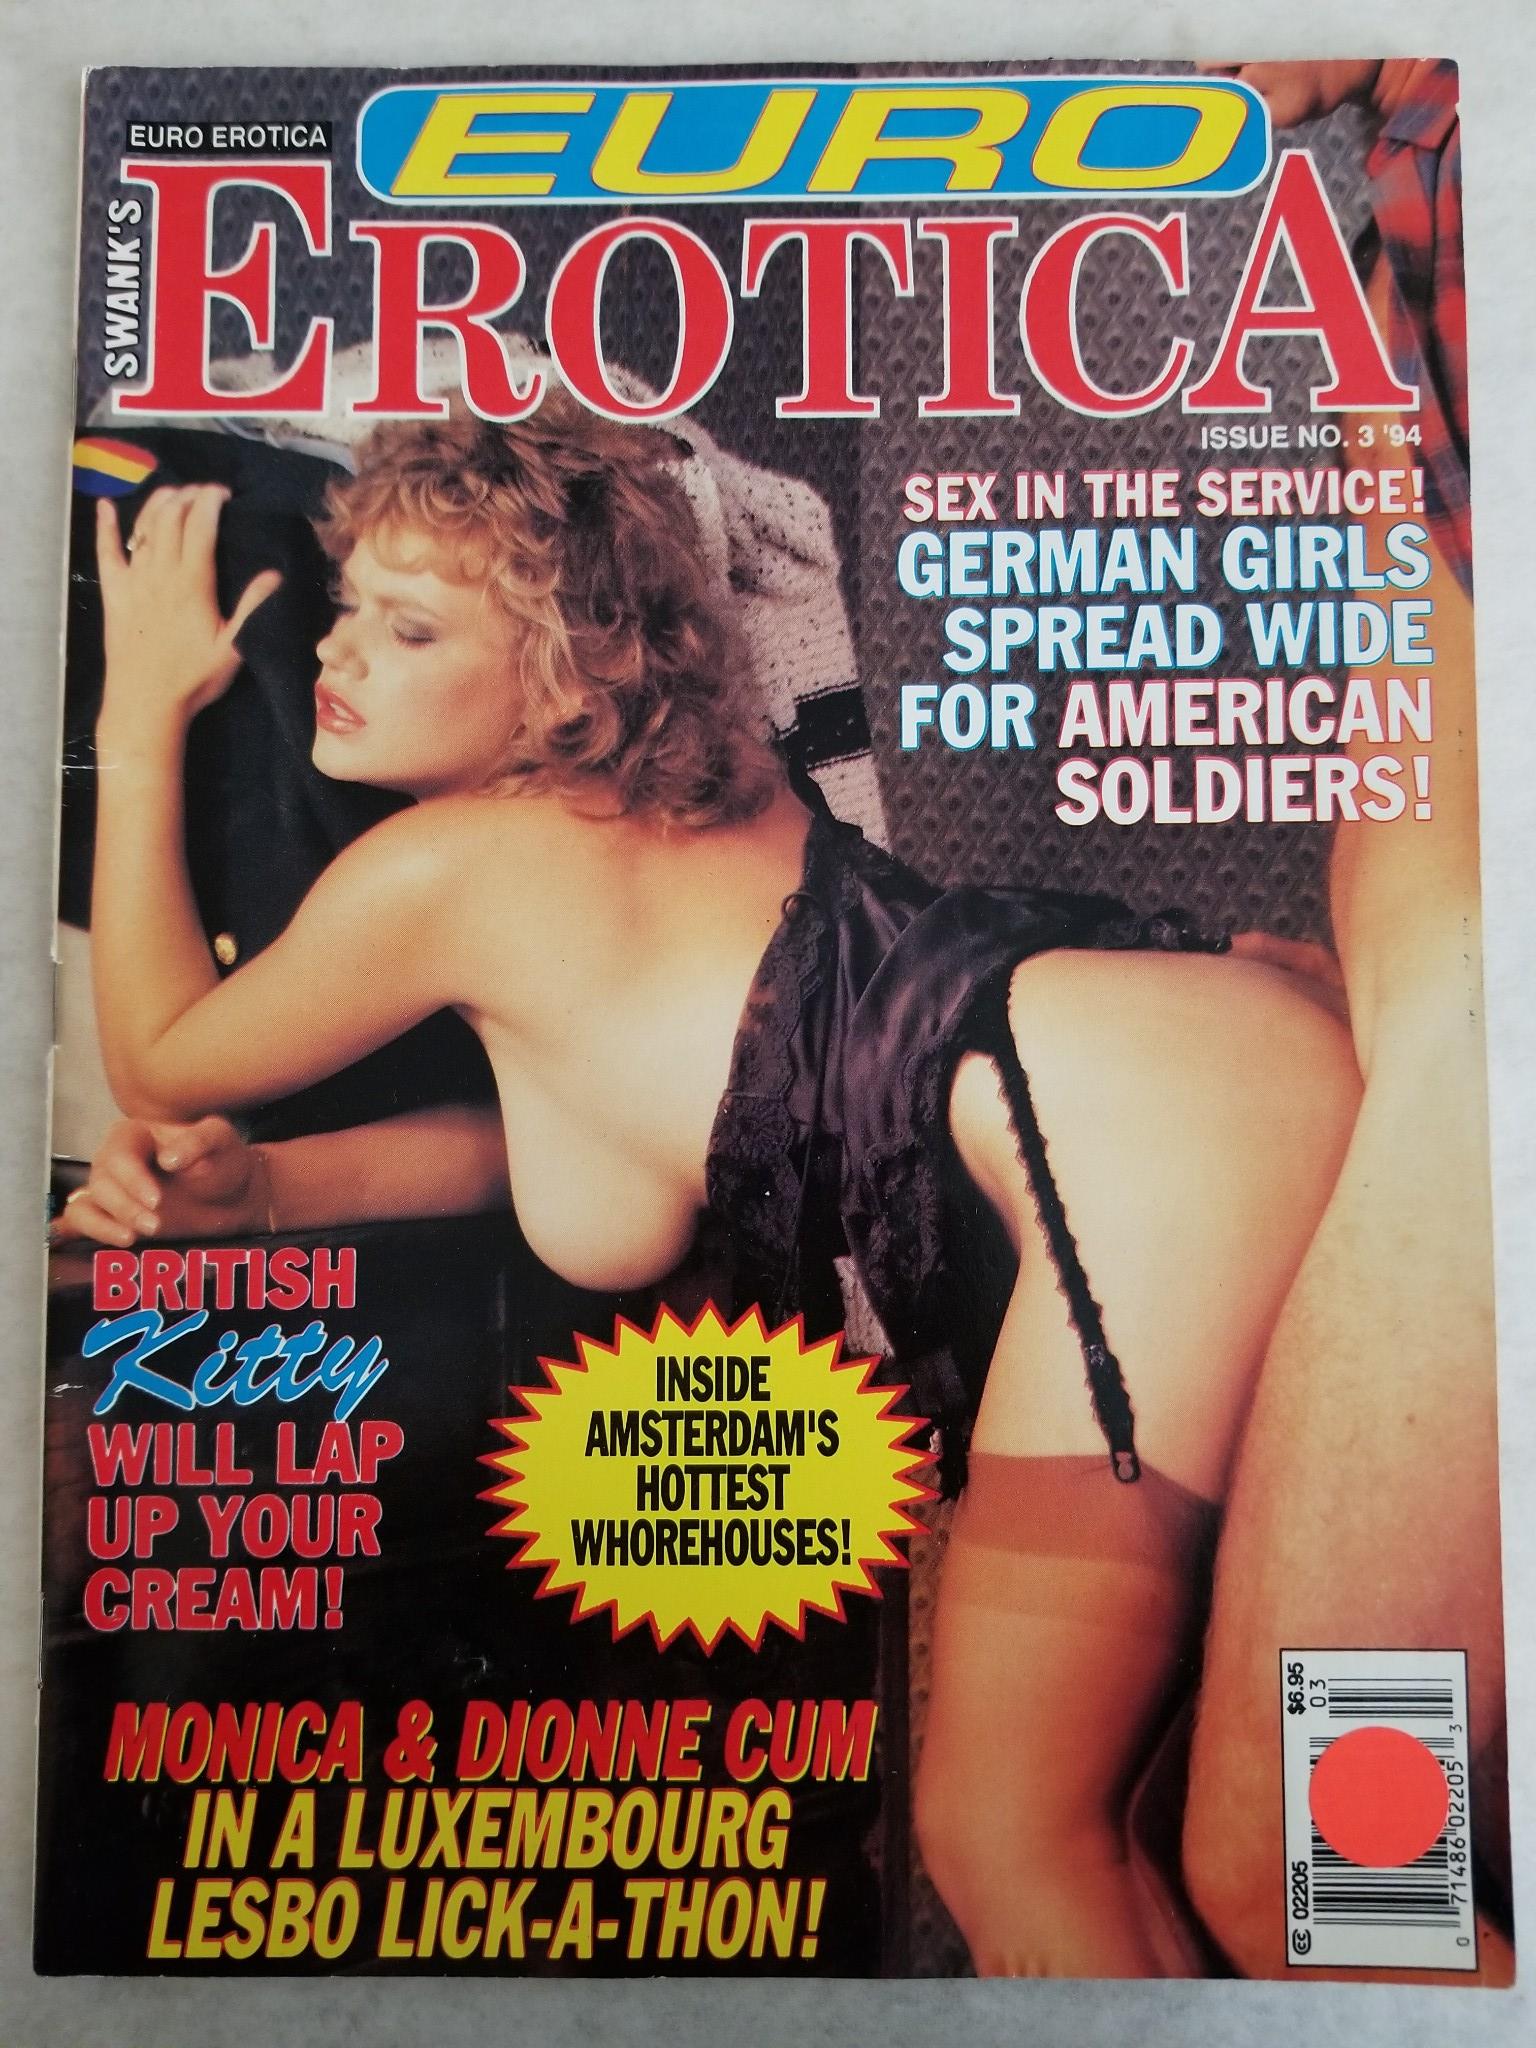 EURO
EURO EROTICA
SWANK'S
EROTICA
ISSUE NO. 3 '94
SEX IN THE SERVICE!
GERMAN GIRLS
SPREAD WIDE
FOR AMERICAN
SOLDIERS!
BRITISH
Kitty
WILL LAP
UP YOUR
CREAM!
INSIDE
AMSTERDAM'S
HOTTEST
WHOREHOUSES!
MONICA & DIONNE CUM
IN A LUXEMBOURG
LESBO LICK-A-THON!
$6.95
03
CC 02205
0 71486 02205 3